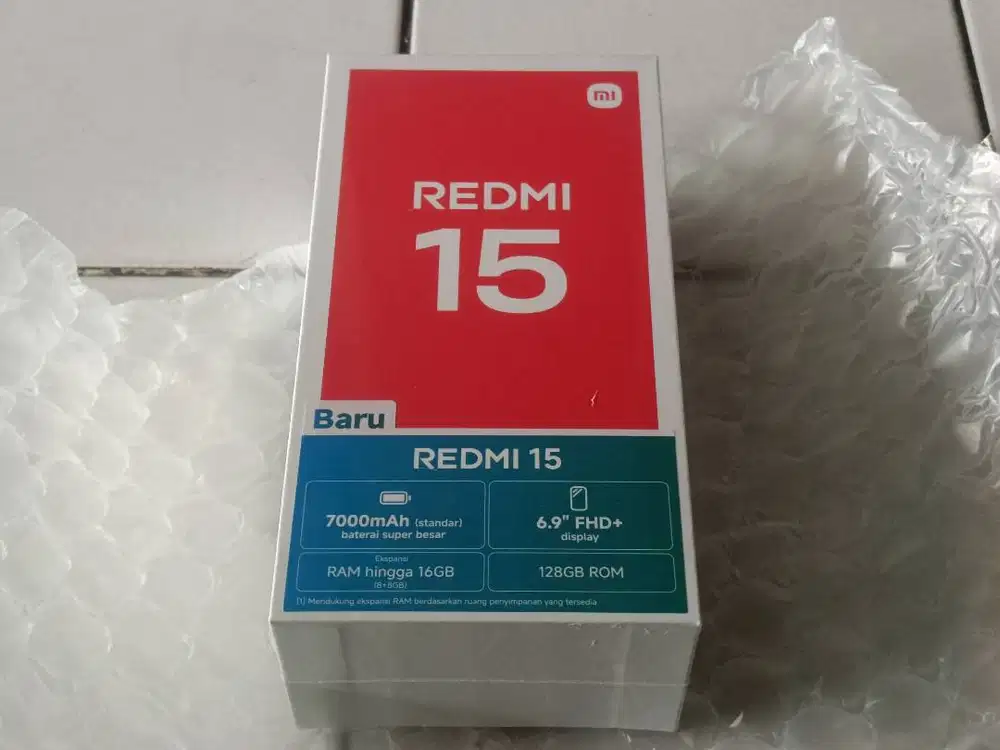 mi
REDMI
15
Baru
REDMI 15
7000mAh (standar)
baterai super besar
6.9" FHD+
display
Ekspansi
RAM hingga 16GB
(8+8GB)
128GB ROM
[1] Mendukung ekspansi RAM berdasarkan ruang penyimpanan yang tersedia